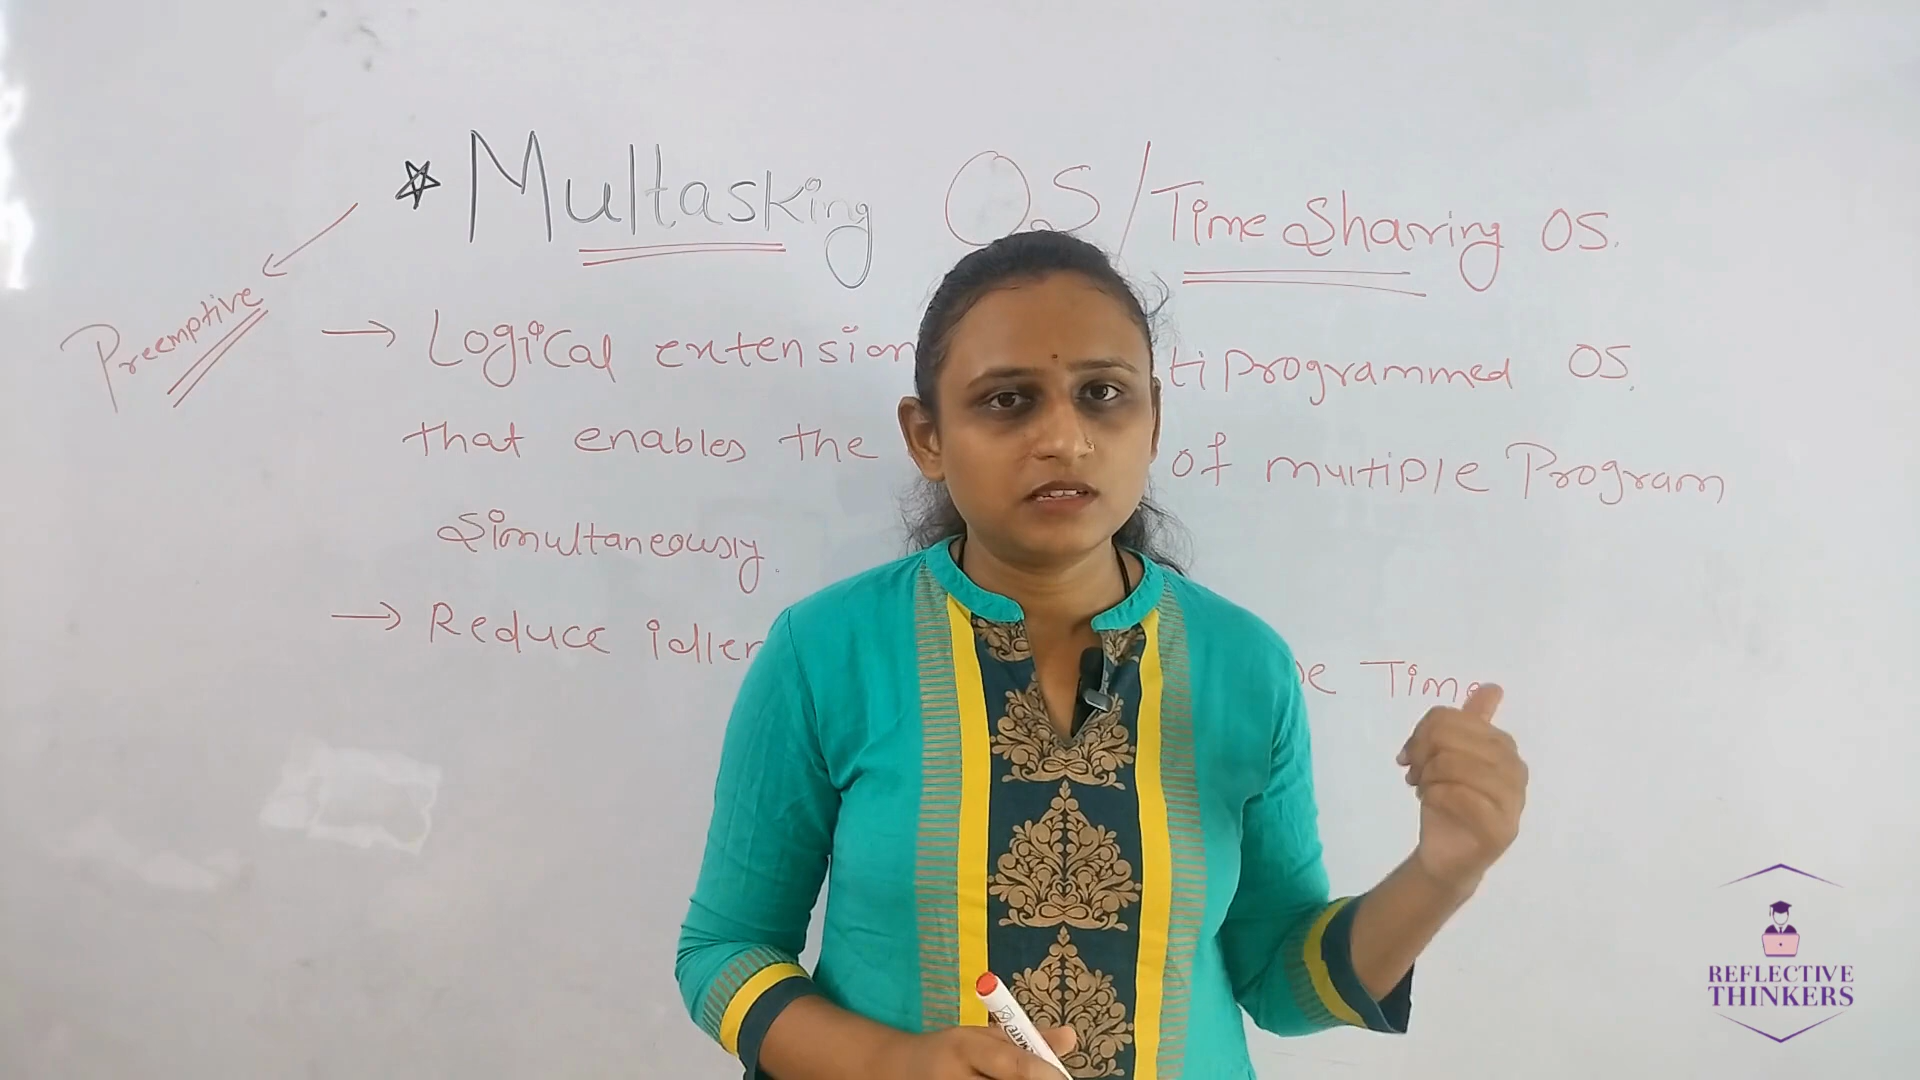 Multasking OS / Time Sharing OS.
Preemptive
→ Logical extension tiprogrammed OS.
that enables the of multiple Program
Simultaneously.
→ Reduce idle Time
REFLECTIVE
THINKERS